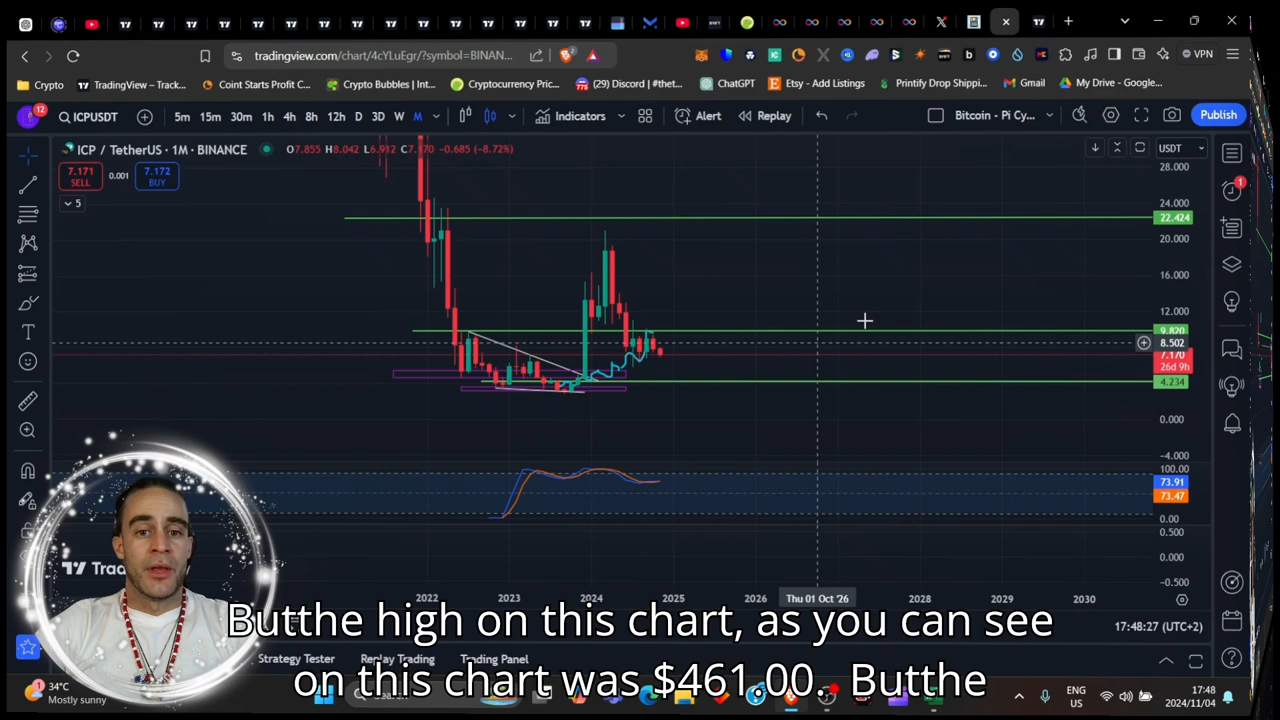 tradingview.com/chart/4cYLuEgr/?symbol=BINAN...
VPN
Crypto
TradingView – Track...
Coint Starts Profit C...
Crypto Bubbles | Int...
Cryptocurrency Pric...
(29) Discord | #thet...
ChatGPT
Etsy - Add Listings
Printify Drop Shippi...
Gmail
My Drive - Google...
12
ICPUSDT
5m 15m 30m 1h 4h 8h 12h D 3D W M
Indicators
Alert
Replay
Bitcoin - Pi Cy...
Publish
ICP / TetherUS · 1M · BINANCE
O7.855 H8.042 L6.912 C7.170 -0.685 (-8.72%)
USDT
7.171
SELL
0.001
7.172
BUY
5
28.000
24.000
22.424
20.000
16.000
12.000
9.820
8.502
7.170
26d 9h
4.234
0.000
-4.000
100.00
73.91
73.47
0.00
0.500
0.000
-0.500
1
2022 2023 2024 2025 2026 Thu 01 Oct '26 2028 2029 2030
17:48:27 (UTC+2)
Butthe high on this chart, as you can see
on this chart was $461.00. Butthe
Strategy Tester
Replay Trading
Trading Panel
1
34°C
Mostly sunny
ENG
US
17:48
2024/11/04